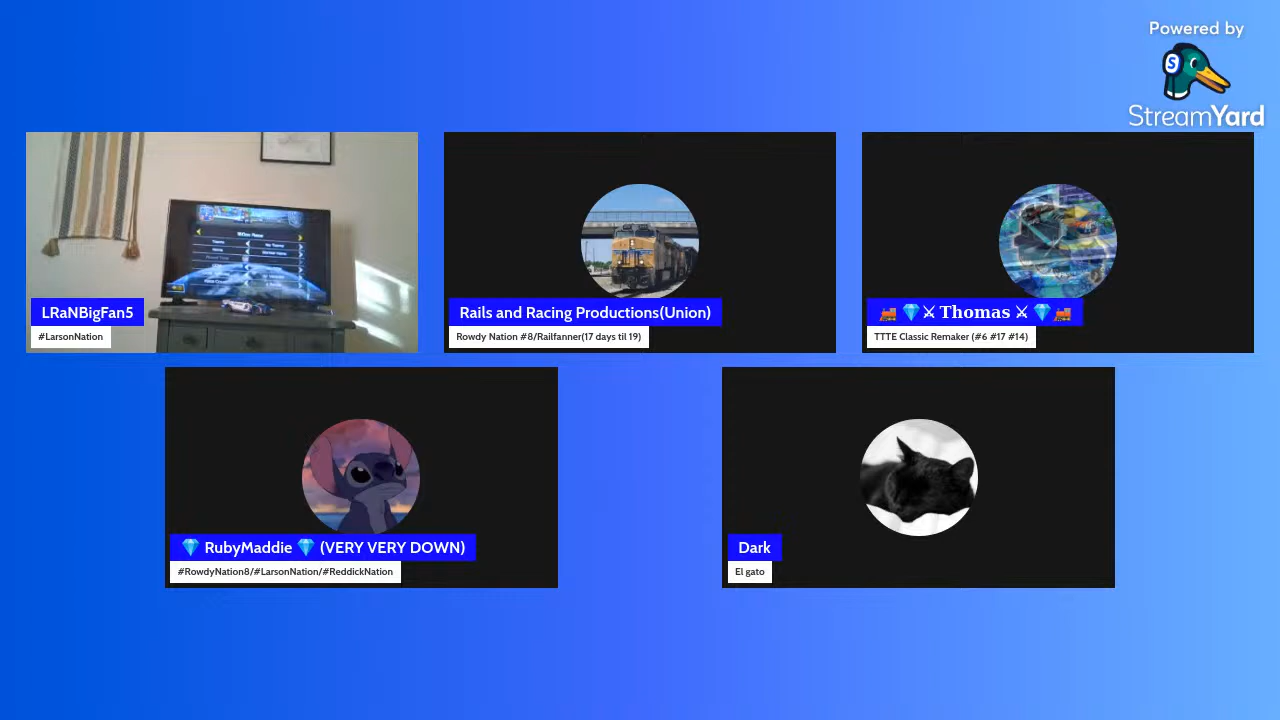 Powered by
StreamYard
LRaNBigFan5
#LarsonNation
Rails and Racing Productions(Union)
Rowdy Nation #8/Railfanner(17 days til 19)
🚂💎⚔ Thomas ⚔💎🚂
TTTE Classic Remaker (#6 #17 #14)
💎 RubyMaddie 💎 (VERY VERY DOWN)
#RowdyNation8/#LarsonNation/#ReddickNation
Dark
El gato